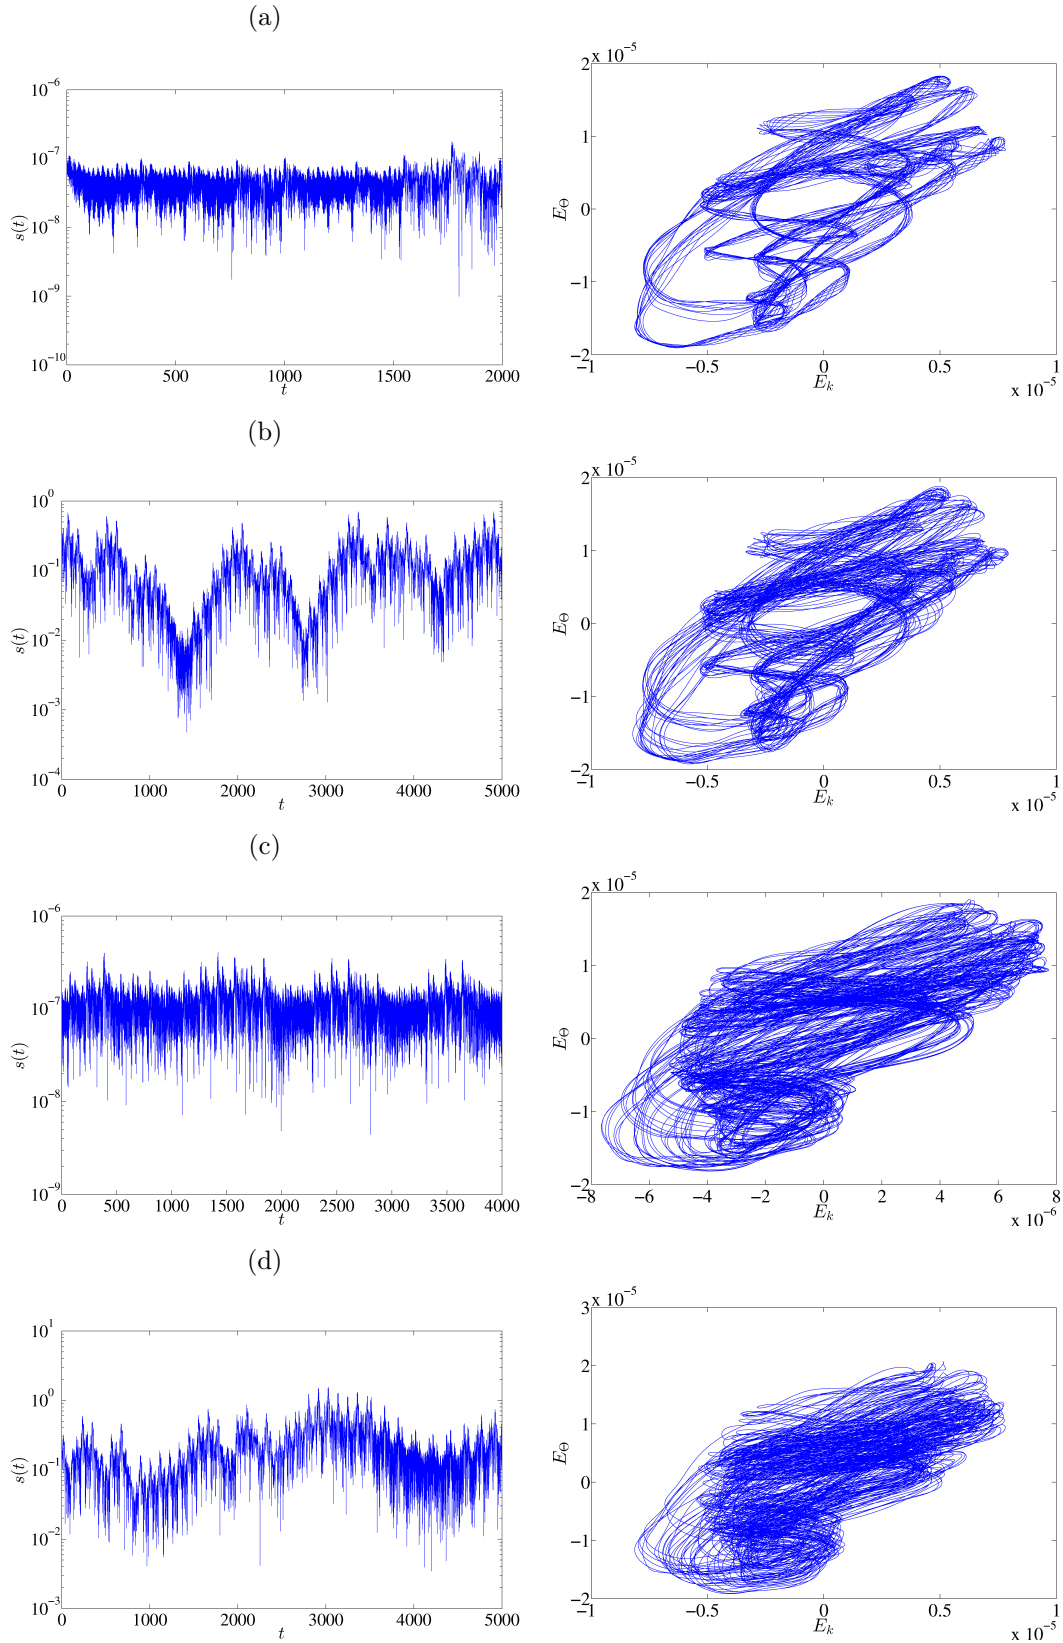 (a)
10^-6
10^-7
10^-8
10^-9
10^-10
s(t)
0 500 1000 1500 2000
t
x 10^-5
2
1
0
−1
−2
E_Θ
−1 −0.5 0 0.5 1
E_k
x 10^-5
(b)
10^0
10^-1
10^-2
10^-3
10^-4
s(t)
0 1000 2000 3000 4000 5000
t
x 10^-5
2
1
0
−1
−2
E_Θ
−1 −0.5 0 0.5 1
E_k
x 10^-5
(c)
10^-6
10^-7
10^-8
10^-9
s(t)
0 500 1000 1500 2000 2500 3000 3500 4000
t
x 10^-5
2
1
0
−1
−2
E_Θ
−8 −6 −4 −2 0 2 4 6 8
E_k
x 10^-6
(d)
10^1
10^0
10^-1
10^-2
10^-3
s(t)
0 1000 2000 3000 4000 5000
t
x 10^-5
3
2
1
0
−1
−2
E_Θ
−1 −0.5 0 0.5 1
E_k
x 10^-5